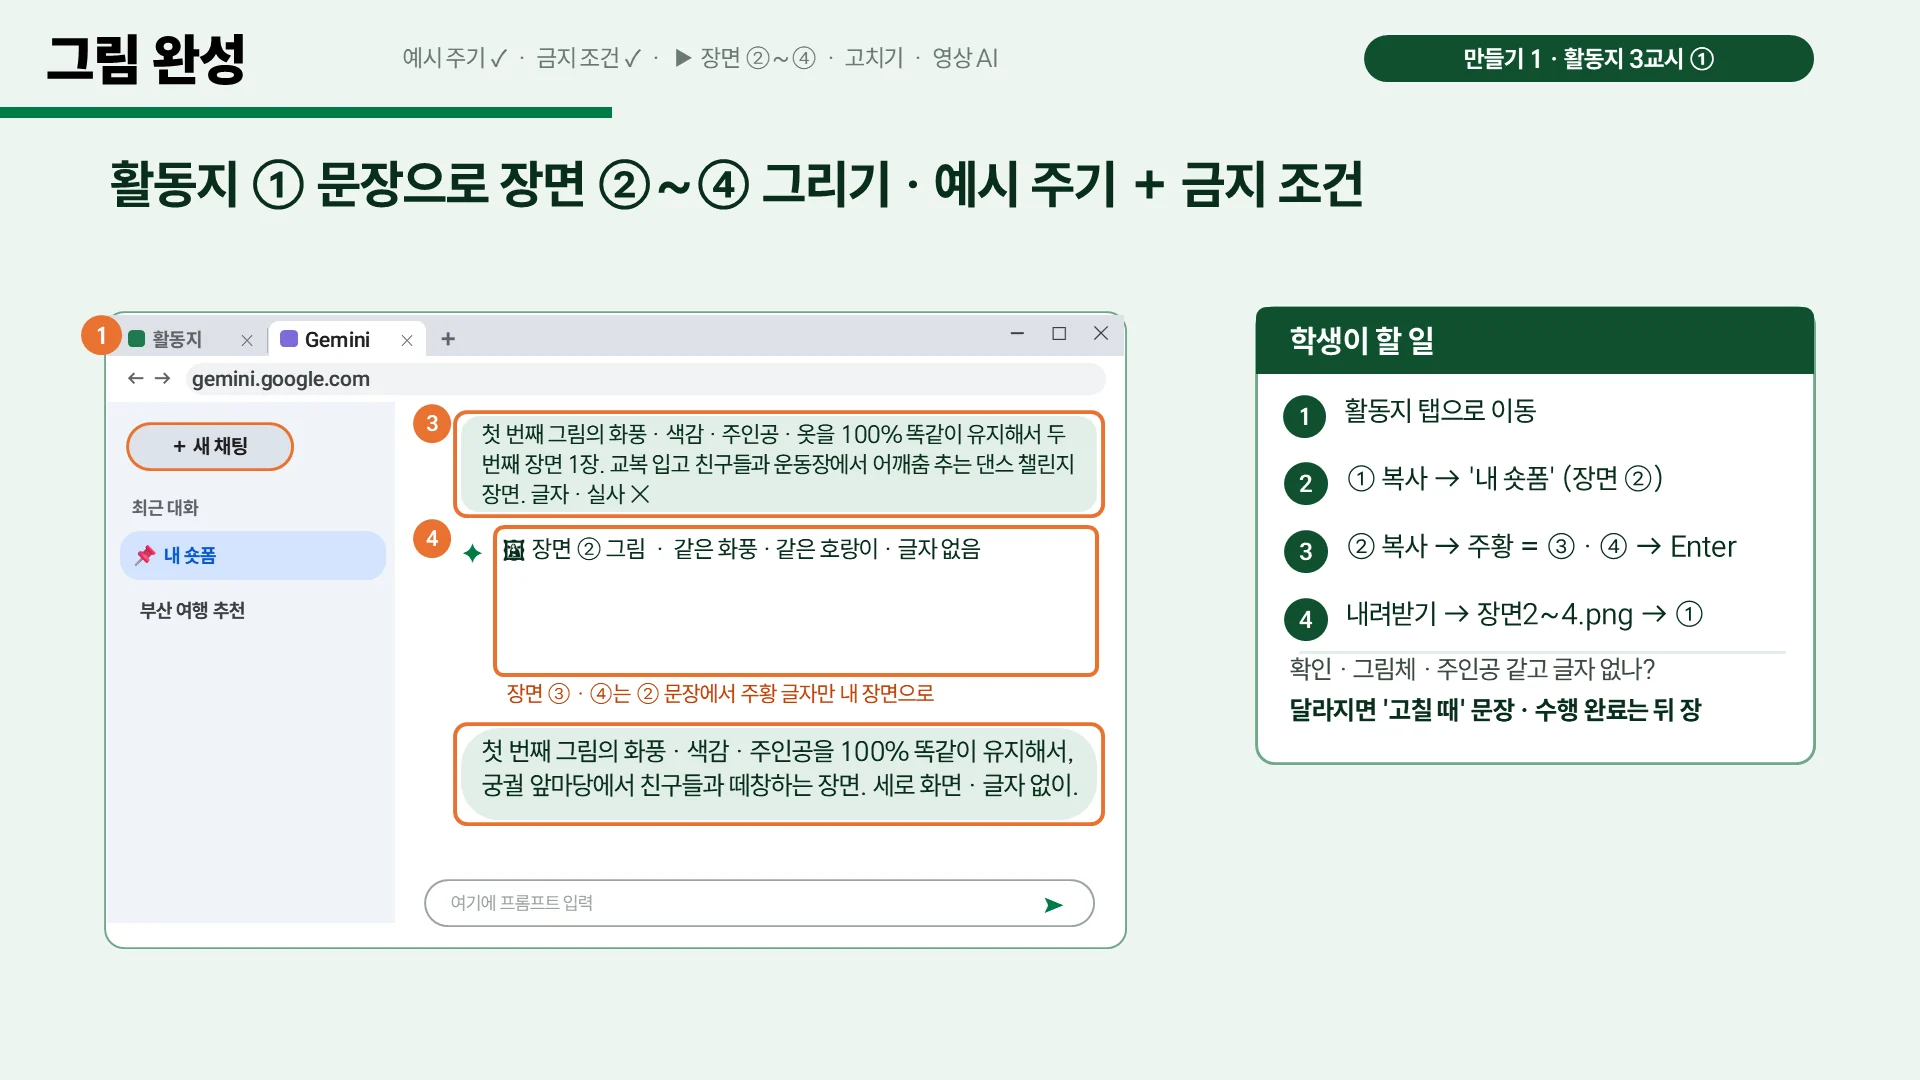 그림 완성
예시 주기 ✓ · 금지 조건 ✓ · ▶ 장면 ②~④ · 고치기 · 영상 AI
만들기 1 · 활동지 3교시 ①
활동지 ① 문장으로 장면 ②~④ 그리기 · 예시 주기 + 금지 조건
1
활동지 × Gemini × +
← → gemini.google.com
+ 새 채팅
최근 대화
📌 내 숏폼
부산 여행 추천
3
첫 번째 그림의 화풍 · 색감 · 주인공 · 옷을 100% 똑같이 유지해서 두
번째 장면 1장. 교복 입고 친구들과 운동장에서 어깨춤 추는 댄스 챌린지
장면. 글자 · 실사 ✕
4
✦ 🖼 장면 ② 그림 · 같은 화풍 · 같은 호랑이 · 글자 없음
장면 ③ · ④는 ② 문장에서 주황 글자만 내 장면으로
첫 번째 그림의 화풍 · 색감 · 주인공을 100% 똑같이 유지해서,
궁궐 앞마당에서 친구들과 떼창하는 장면. 세로 화면 · 글자 없이.
여기에 프롬프트 입력
학생이 할 일
1 활동지 탭으로 이동
2 ① 복사 → '내 숏폼' (장면 ②)
3 ② 복사 → 주황 = ③ · ④ → Enter
4 내려받기 → 장면2~4.png → ①
확인 · 그림체 · 주인공 같고 글자 없나?
달라지면 '고칠 때' 문장 · 수행 완료는 뒤 장